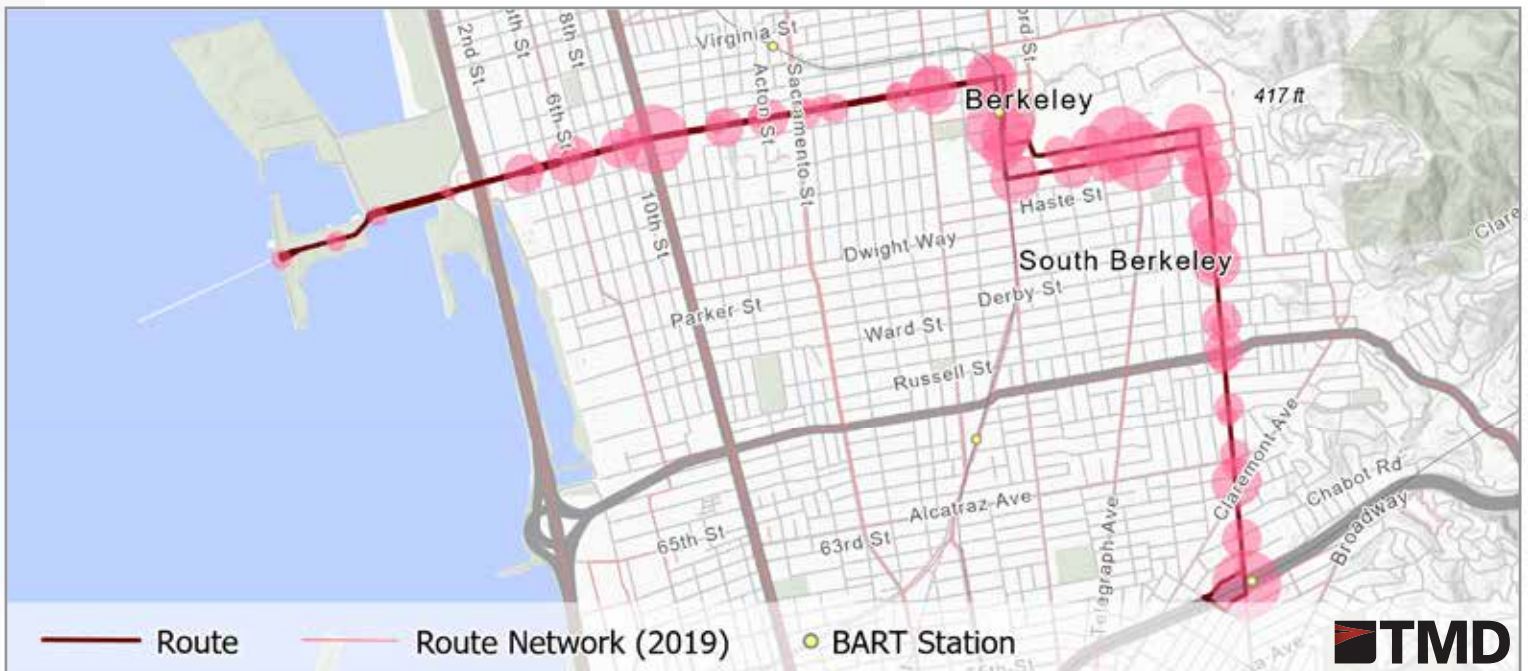 Virginia St
2nd St
8th St
6th St
Acton St
Sacramento St
Berkeley
417 ft
10th St
Haste St
Dwight Way
South Berkeley
Derby St
Parker St
Ward St
Russell St
Claremont Ave
Chabot Rd
Broadway
Alcatraz Ave
65th St
63rd St
Telegraph Ave
Route
Route Network (2019)
BART Station
TMD